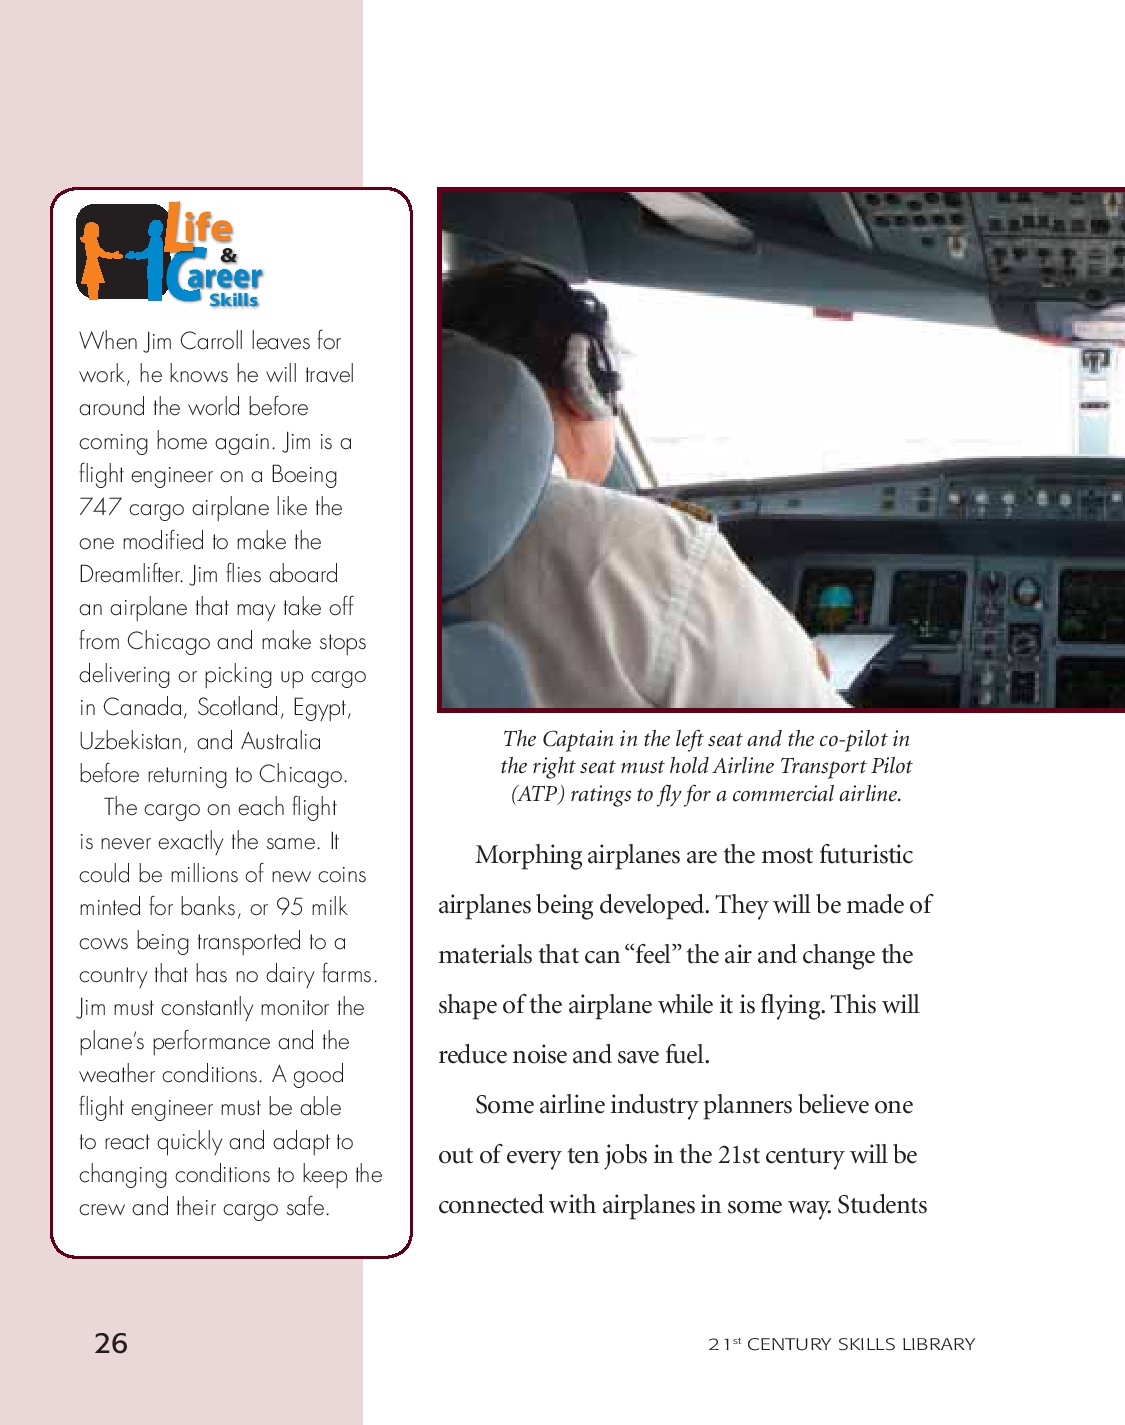 Life
&
Career
Skills
When Jim Carroll leaves for
work, he knows he will travel
around the world before
coming home again. Jim is a
flight engineer on a Boeing
747 cargo airplane like the
one modified to make the
Dreamlifter. Jim flies aboard
an airplane that may take off
from Chicago and make stops
delivering or picking up cargo
in Canada, Scotland, Egypt,
Uzbekistan, and Australia
before returning to Chicago.
The cargo on each flight
is never exactly the same. It
could be millions of new coins
minted for banks, or 95 milk
cows being transported to a
country that has no dairy farms.
Jim must constantly monitor the
plane’s performance and the
weather conditions. A good
flight engineer must be able
to react quickly and adapt to
changing conditions to keep the
crew and their cargo safe.
The Captain in the left seat and the co-pilot in
the right seat must hold Airline Transport Pilot
(ATP) ratings to fly for a commercial airline.
Morphing airplanes are the most futuristic
airplanes being developed. They will be made of
materials that can “feel” the air and change the
shape of the airplane while it is flying. This will
reduce noise and save fuel.
Some airline industry planners believe one
out of every ten jobs in the 21st century will be
connected with airplanes in some way. Students
26
21st CENTURY SKILLS LIBRARY